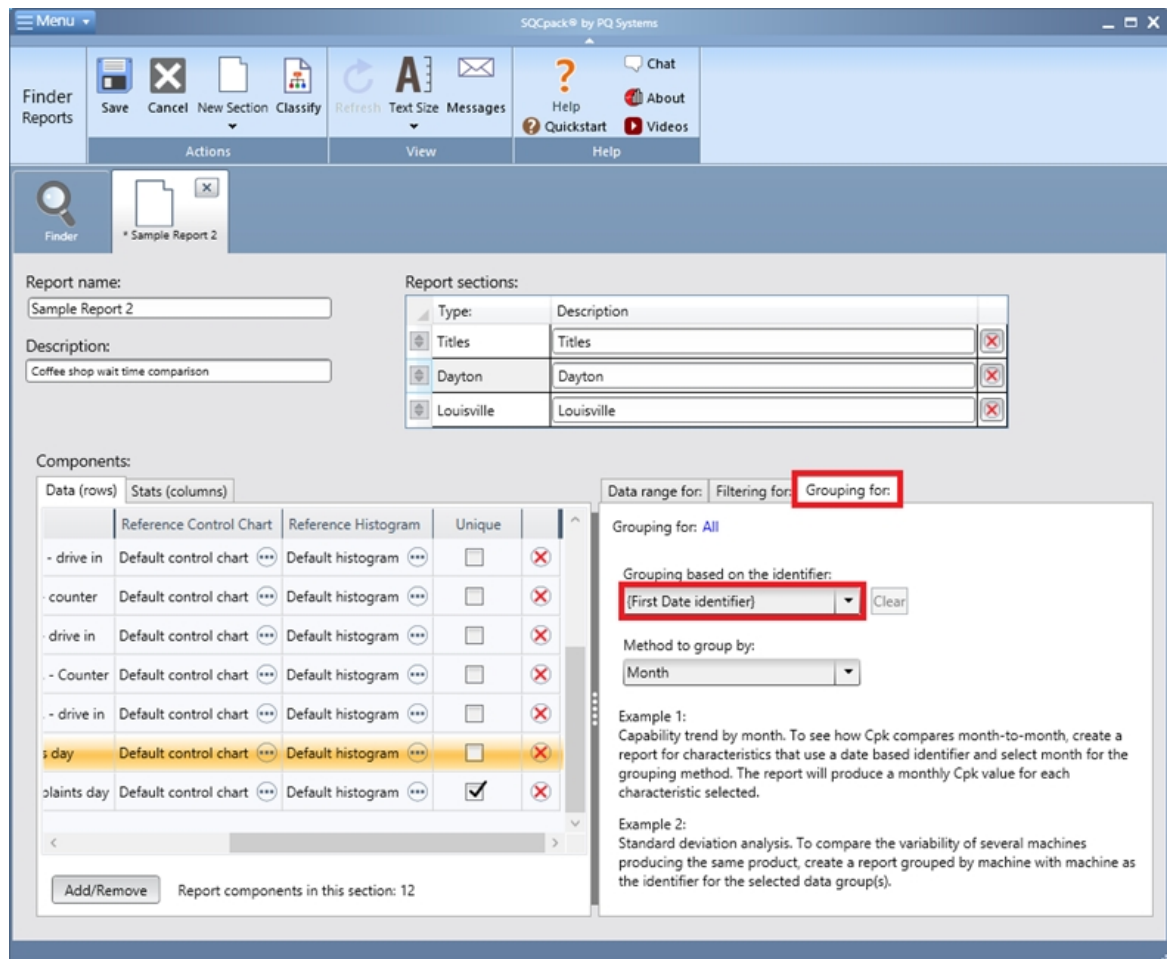 Menu
SQCpack® by PQ Systems
Finder
Reports
Save
Cancel
New Section
Classify
Actions
Refresh
Text Size
Messages
View
Help
Quickstart
Chat
About
Videos
Help
Finder
* Sample Report 2
Report name:
Sample Report 2
Description:
Coffee shop wait time comparison
Report sections:
Type: Description
Titles Titles
Dayton Dayton
Louisville Louisville
Components:
Data (rows) Stats (columns)
Reference Control Chart Reference Histogram Unique
- drive in Default control chart Default histogram
counter Default control chart Default histogram
drive in Default control chart Default histogram
- Counter Default control chart Default histogram
- drive in Default control chart Default histogram
s day Default control chart Default histogram
plaints day Default control chart Default histogram
Add/Remove Report components in this section: 12
Data range for: Filtering for: Grouping for:
Grouping for: All
Grouping based on the identifier:
{First Date identifier} Clear
Method to group by:
Month
Example 1:
Capability trend by month. To see how Cpk compares month-to-month, create a
report for characteristics that use a date based identifier and select month for the
grouping method. The report will produce a monthly Cpk value for each
characteristic selected.
Example 2:
Standard deviation analysis. To compare the variability of several machines
producing the same product, create a report grouped by machine with machine as
the identifier for the selected data group(s).